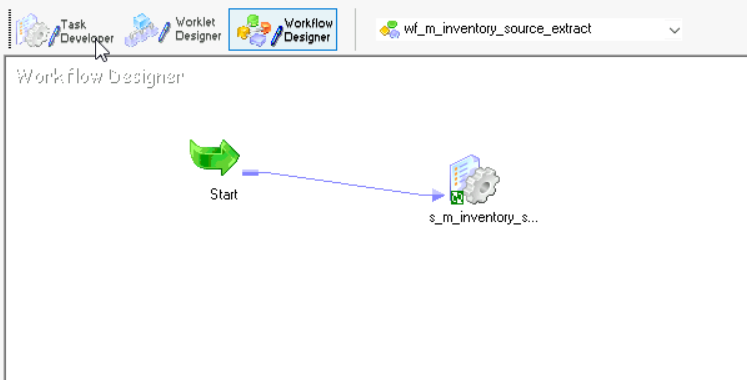 Task
Developer
Worklet
Designer
Workflow
Designer
wf_m_inventory_source_extract
Workflow Designer
Start
s_m_inventory_s...